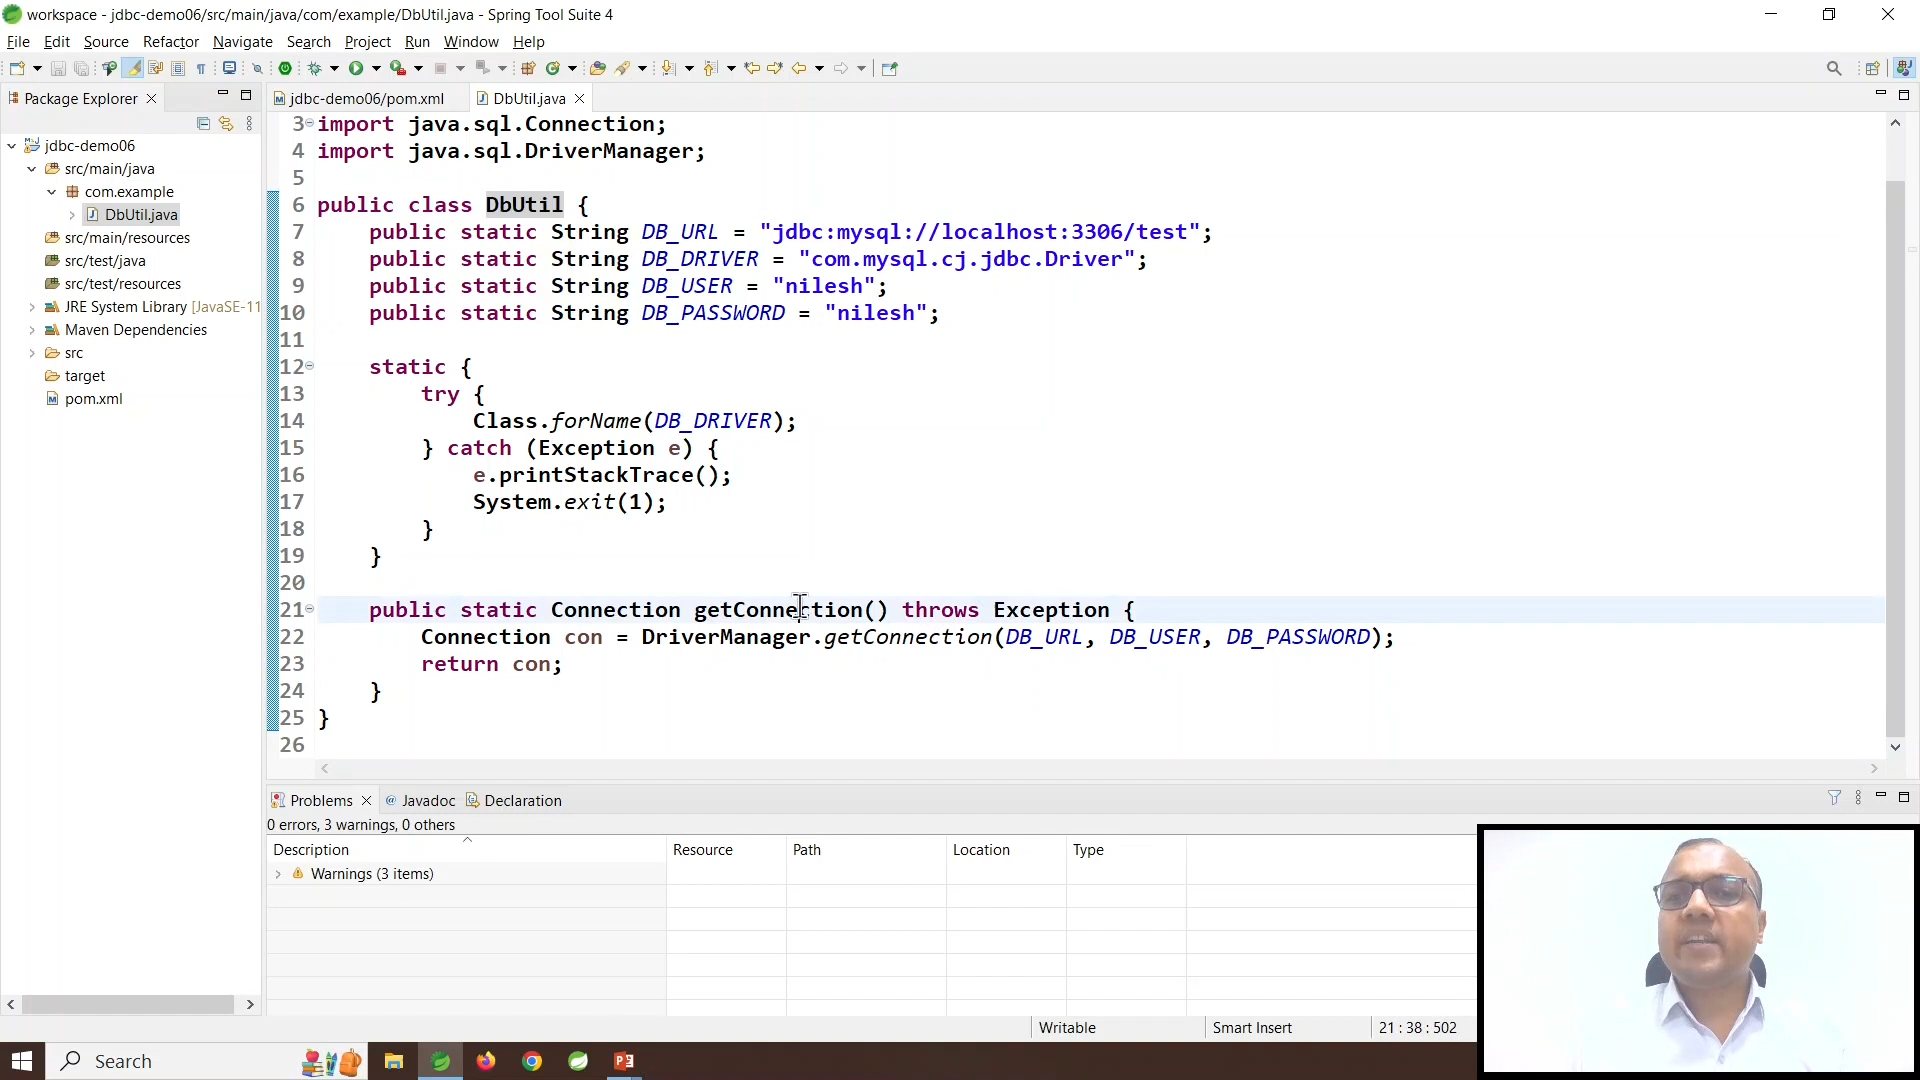 workspace - jdbc-demo06/src/main/java/com/example/DbUtil.java - Spring Tool Suite 4
File Edit Source Refactor Navigate Search Project Run Window Help
Package Explorer
jdbc-demo06/pom.xml
DbUtil.java
jdbc-demo06
src/main/java
com.example
DbUtil.java
src/main/resources
src/test/java
src/test/resources
JRE System Library [JavaSE-11
Maven Dependencies
src
target
pom.xml
3 import java.sql.Connection;
4 import java.sql.DriverManager;
5
6 public class DbUtil {
7 public static String DB_URL = "jdbc:mysql://localhost:3306/test";
8 public static String DB_DRIVER = "com.mysql.cj.jdbc.Driver";
9 public static String DB_USER = "nilesh";
10 public static String DB_PASSWORD = "nilesh";
11
12 static {
13 try {
14 Class.forName(DB_DRIVER);
15 } catch (Exception e) {
16 e.printStackTrace();
17 System.exit(1);
18 }
19 }
20
21 public static Connection getConnection() throws Exception {
22 Connection con = DriverManager.getConnection(DB_URL, DB_USER, DB_PASSWORD);
23 return con;
24 }
25 }
26
Problems @ Javadoc Declaration
0 errors, 3 warnings, 0 others
Description Resource Path Location Type
Warnings (3 items)
Writable Smart Insert 21 : 38 : 502
Search